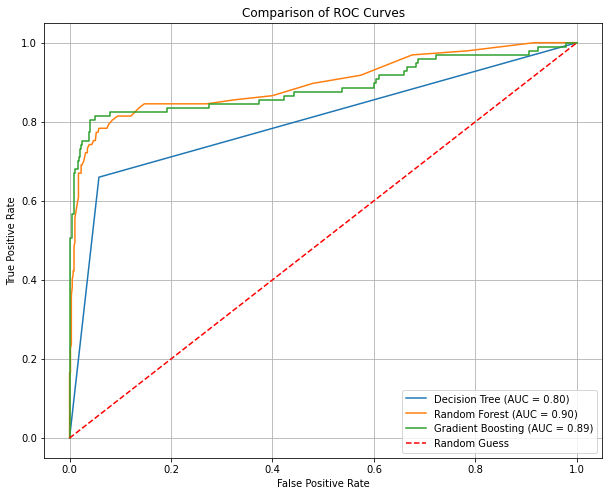 Comparison of ROC Curves
True Positive Rate
1.0
0.8
0.6
0.4
0.2
0.0
Decision Tree (AUC = 0.80)
Random Forest (AUC = 0.90)
Gradient Boosting (AUC = 0.89)
Random Guess
0.0 0.2 0.4 0.6 0.8 1.0
False Positive Rate